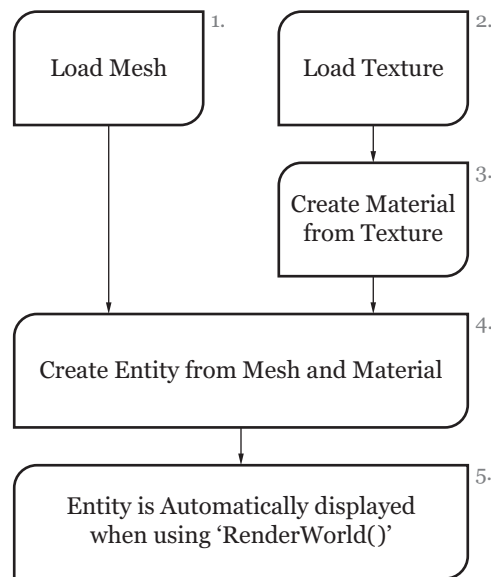 1.
Load Mesh
2.
Load Texture
3.
Create Material
from Texture
4.
Create Entity from Mesh and Material
5.
Entity is Automatically displayed
when using ‘RenderWorld()’